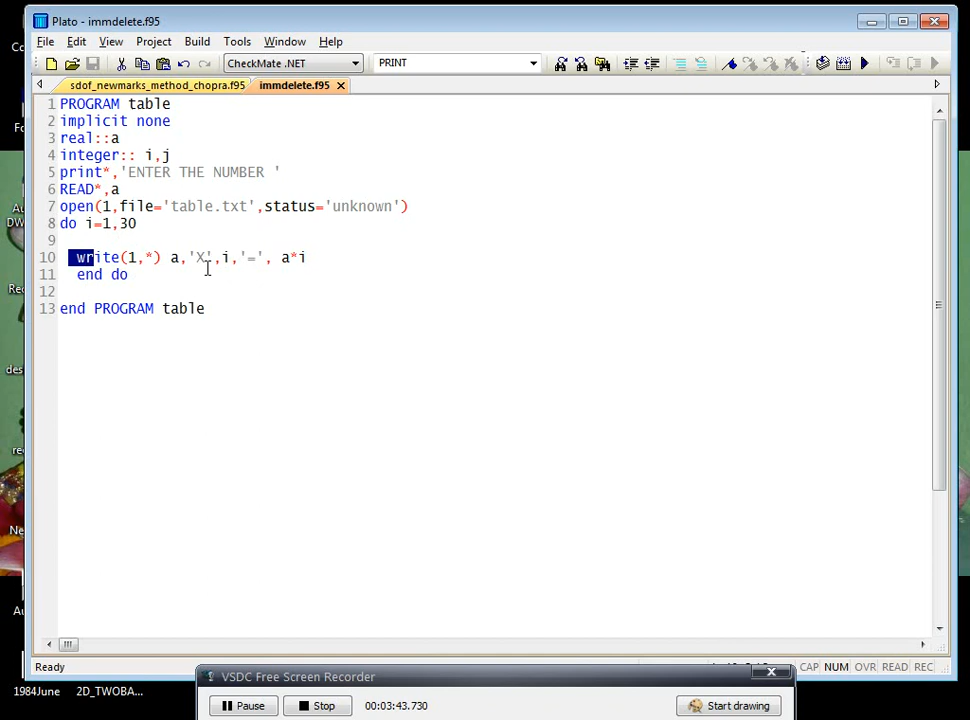 Plato - immdelete.f95
File Edit View Project Build Tools Window Help
CheckMate .NET PRINT
sdof_newmarks_method_chopra.f95 immdelete.f95
1 PROGRAM table
2 implicit none
3 real::a
4 integer:: i,j
5 print*,'ENTER THE NUMBER '
6 READ*,a
7 open(1,file='table.txt',status='unknown')
8 do i=1,30
9
10 write(1,*) a,'X',i,'=', a*i
11 end do
12
13 end PROGRAM table
Ready CAP NUM OVR READ REC
VSDC Free Screen Recorder
1984June 2D_TWOBA...
Pause Stop 00:03:43.730 Start drawing